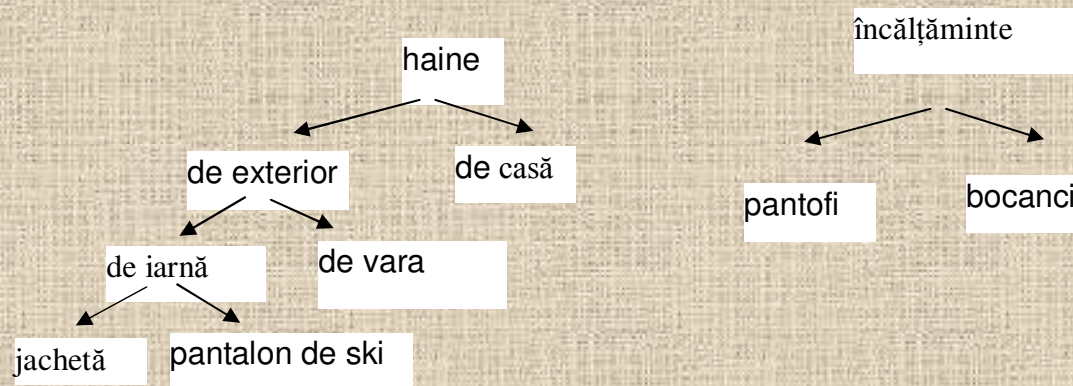 haine
încălțăminte
de exterior
de casă
pantofi
bocanci
de iarnă
de vara
jachetă
pantalon de ski